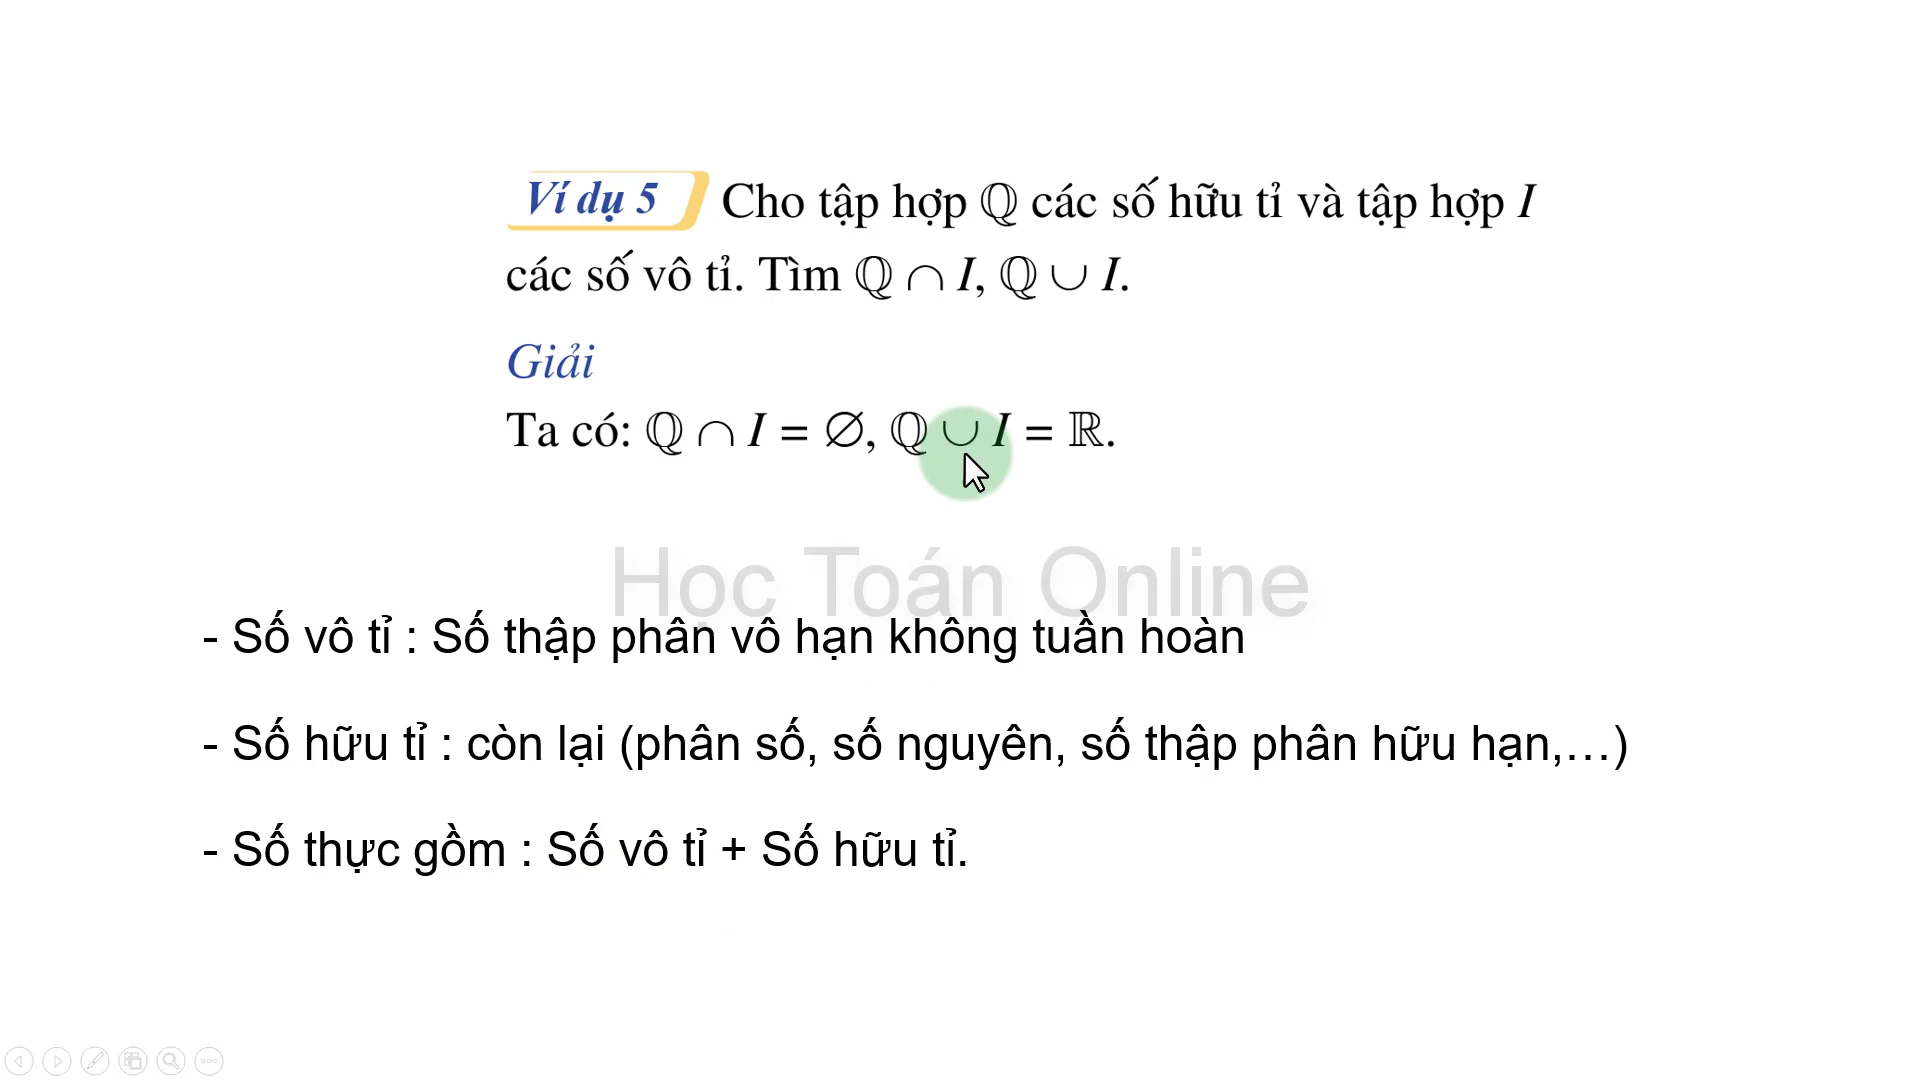 Ví dụ 5 Cho tập hợp ℚ các số hữu tỉ và tập hợp I
các số vô tỉ. Tìm ℚ ∩ I, ℚ ∪ I.
Giải
Ta có: ℚ ∩ I = ∅, ℚ ∪ I = ℝ.
Học Toán Online
- Số vô tỉ : Số thập phân vô hạn không tuần hoàn
- Số hữu tỉ : còn lại (phân số, số nguyên, số thập phân hữu hạn,…)
- Số thực gồm : Số vô tỉ + Số hữu tỉ.